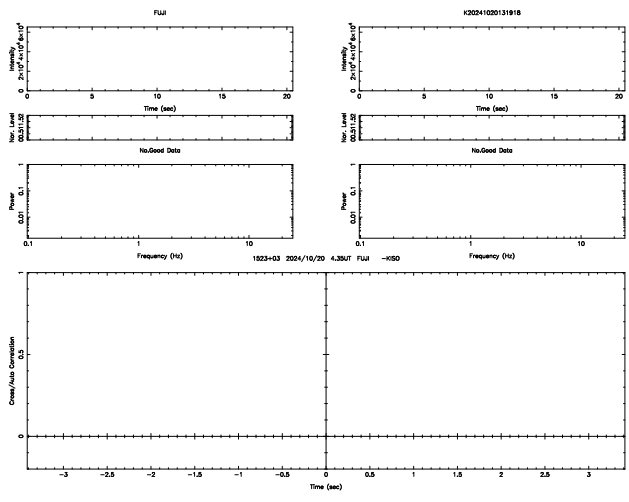 FUJI
K20241020131918
Intensity
0 2×10⁴ 4×10⁴ 6×10⁴
0 5 10 15 20
Time (sec)
Intensity
0 2×10⁴ 4×10⁴ 6×10⁴
0 5 10 15 20
Time (sec)
Nor. Level
00.511.52
Nor. Level
00.511.52
No.Good Data
No.Good Data
Power
0.01 0.1 1
0.1 1 10
Frequency (Hz)
Power
0.01 0.1 1
0.1 1 10
Frequency (Hz)
1523+03 2024/10/20 4.35UT FUJI -KISO
Cross/Auto Correlation
0 0.5 1
-3 -2.5 -2 -1.5 -1 -0.5 0 0.5 1 1.5 2 2.5 3
Time (sec)